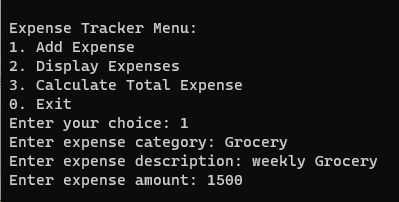 Expense Tracker Menu:
1. Add Expense
2. Display Expenses
3. Calculate Total Expense
0. Exit
Enter your choice: 1
Enter expense category: Grocery
Enter expense description: weekly Grocery
Enter expense amount: 1500